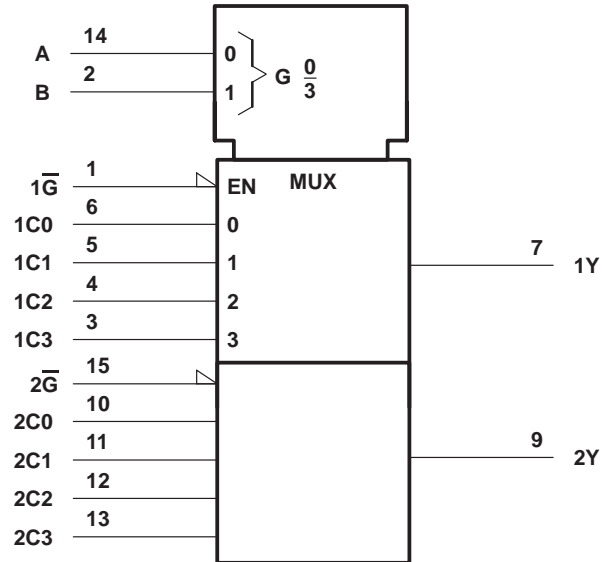 A 14 0
B 2 1 G 0/3
1G̅ 1 EN MUX
1C0 6 0
1C1 5 1
1C2 4 2
1C3 3 3
7 1Y
2G̅ 15
2C0 10
2C1 11
2C2 12
2C3 13
9 2Y